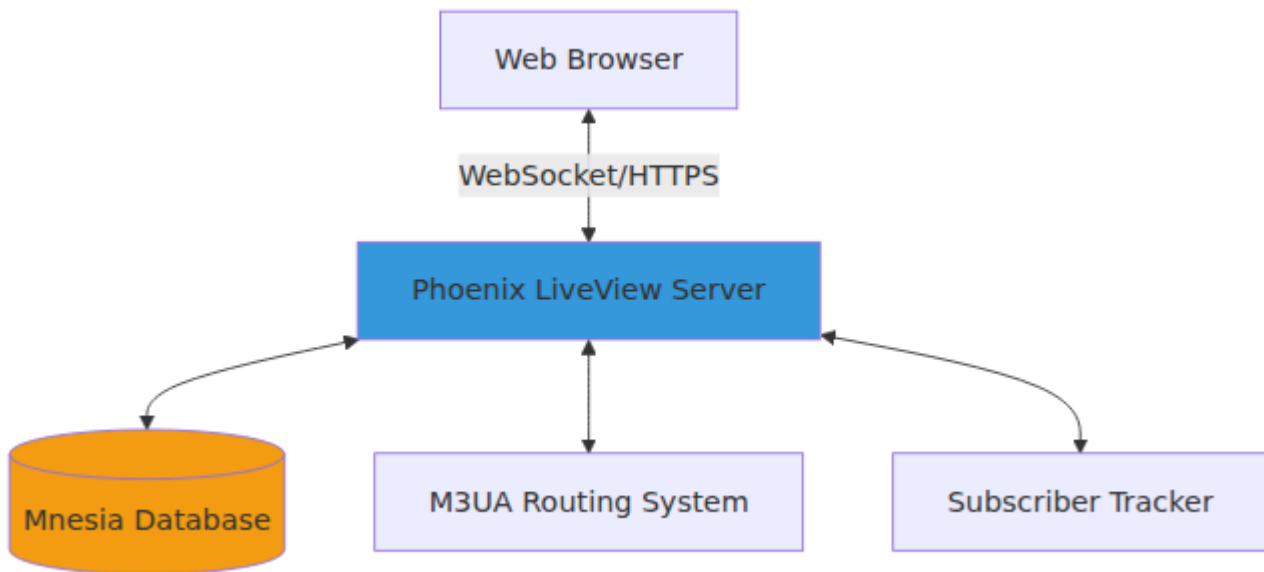 Web Browser
WebSocket/HTTPS
Phoenix LiveView Server
Mnesia Database
M3UA Routing System
Subscriber Tracker